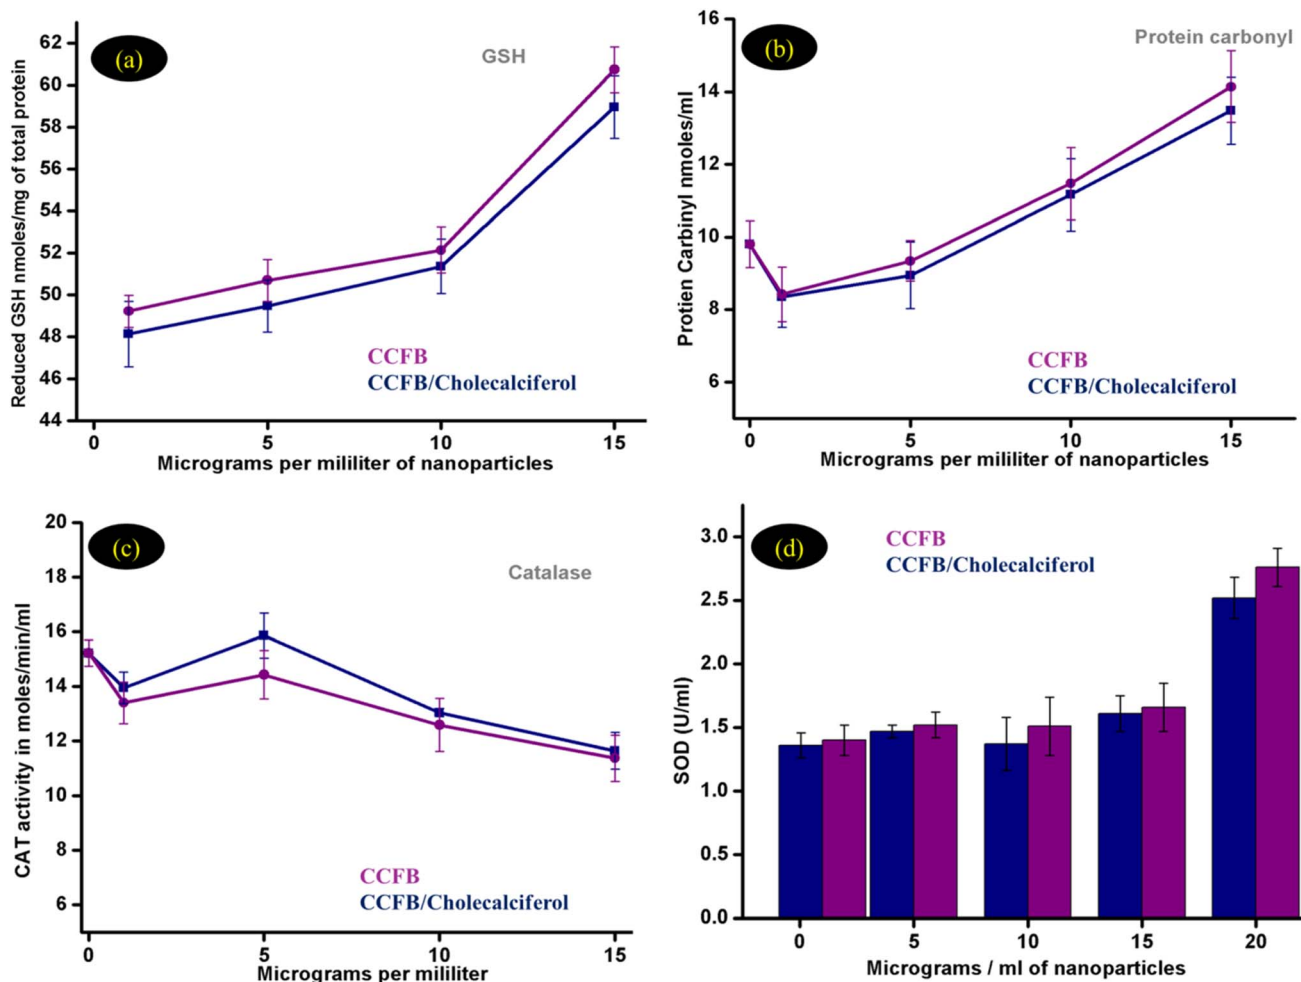 (a)
GSH
Reduced GSH nmoles/mg of total protein
62
60
58
56
54
52
50
48
46
44
CCFB
CCFB/Cholecalciferol
0 5 10 15
Micrograms per mililiter of nanoparticles
(b)
Protein carbonyl
Protien Carbinyl nmoles/ml
16
14
12
10
8
6
CCFB
CCFB/Cholecalciferol
0 5 10 15
Micrograms per mililiter of nanoparticles
(c)
Catalase
CAT activity in moles/min/ml
20
18
16
14
12
10
8
6
CCFB
CCFB/Cholecalciferol
0 5 10 15
Micrograms per mililiter
(d)
CCFB
CCFB/Cholecalciferol
SOD (U/ml)
3.0
2.5
2.0
1.5
1.0
0.5
0.0
0 5 10 15 20
Micrograms / ml of nanoparticles